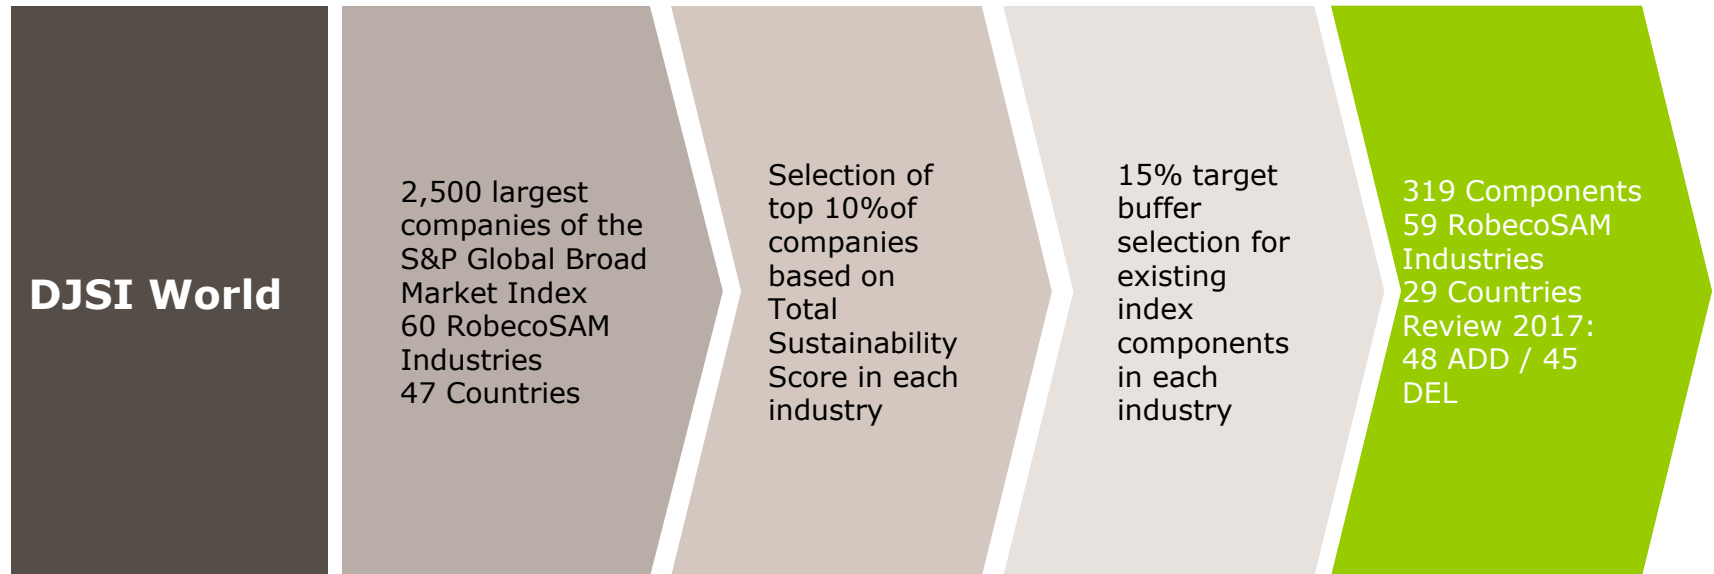 DJSI World
2,500 largest
companies of the
S&P Global Broad
Market Index
60 RobecoSAM
Industries
47 Countries
Selection of
top 10%of
companies
based on
Total
Sustainability
Score in each
industry
15% target
buffer
selection for
existing
index
components
in each
industry
319 Components
59 RobecoSAM
Industries
29 Countries
Review 2017:
48 ADD / 45
DEL